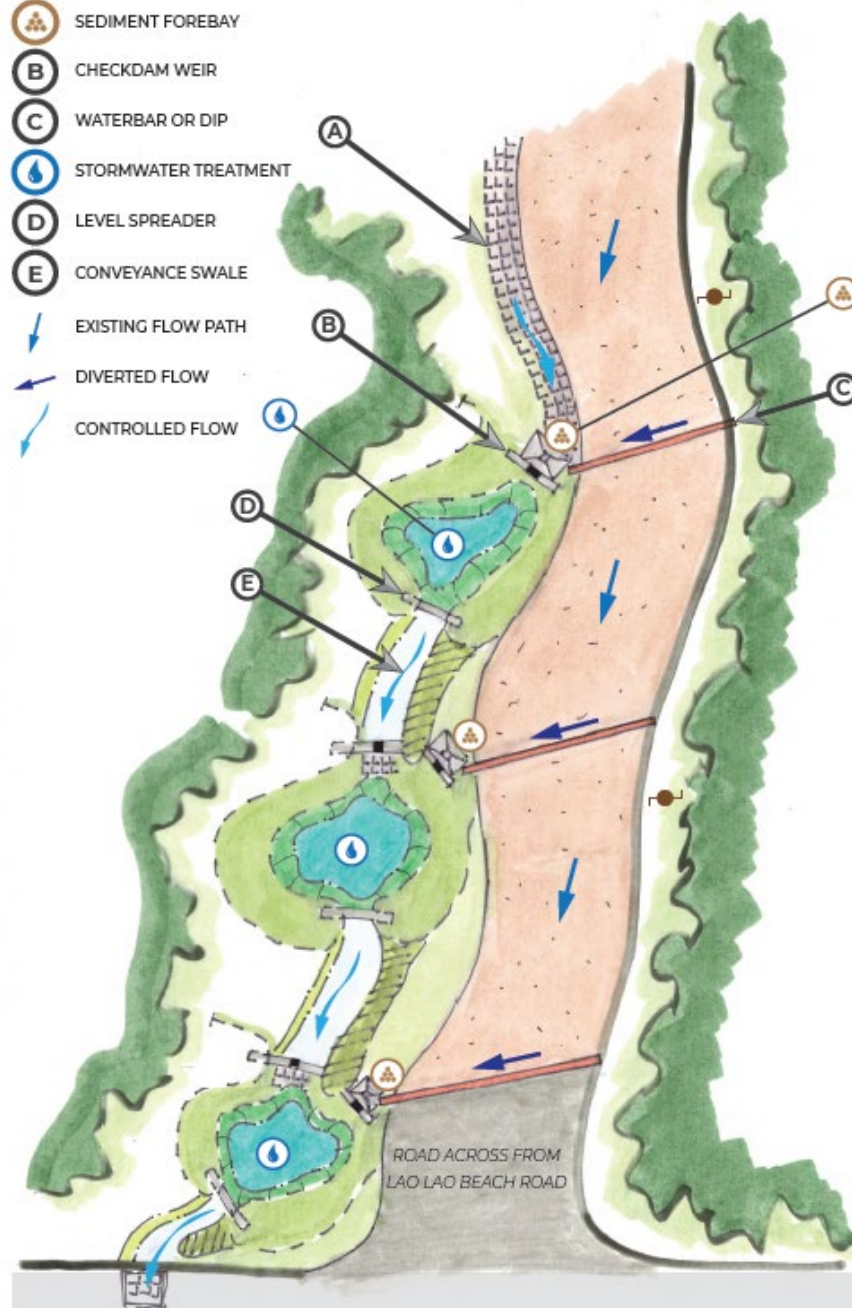 SEDIMENT FOREBAY
B CHECKDAM WEIR
C WATERBAR OR DIP
STORMWATER TREATMENT
D LEVEL SPREADER
E CONVEYANCE SWALE
EXISTING FLOW PATH
DIVERTED FLOW
CONTROLLED FLOW
A
B
C
D
E
ROAD ACROSS FROM
LAO LAO BEACH ROAD